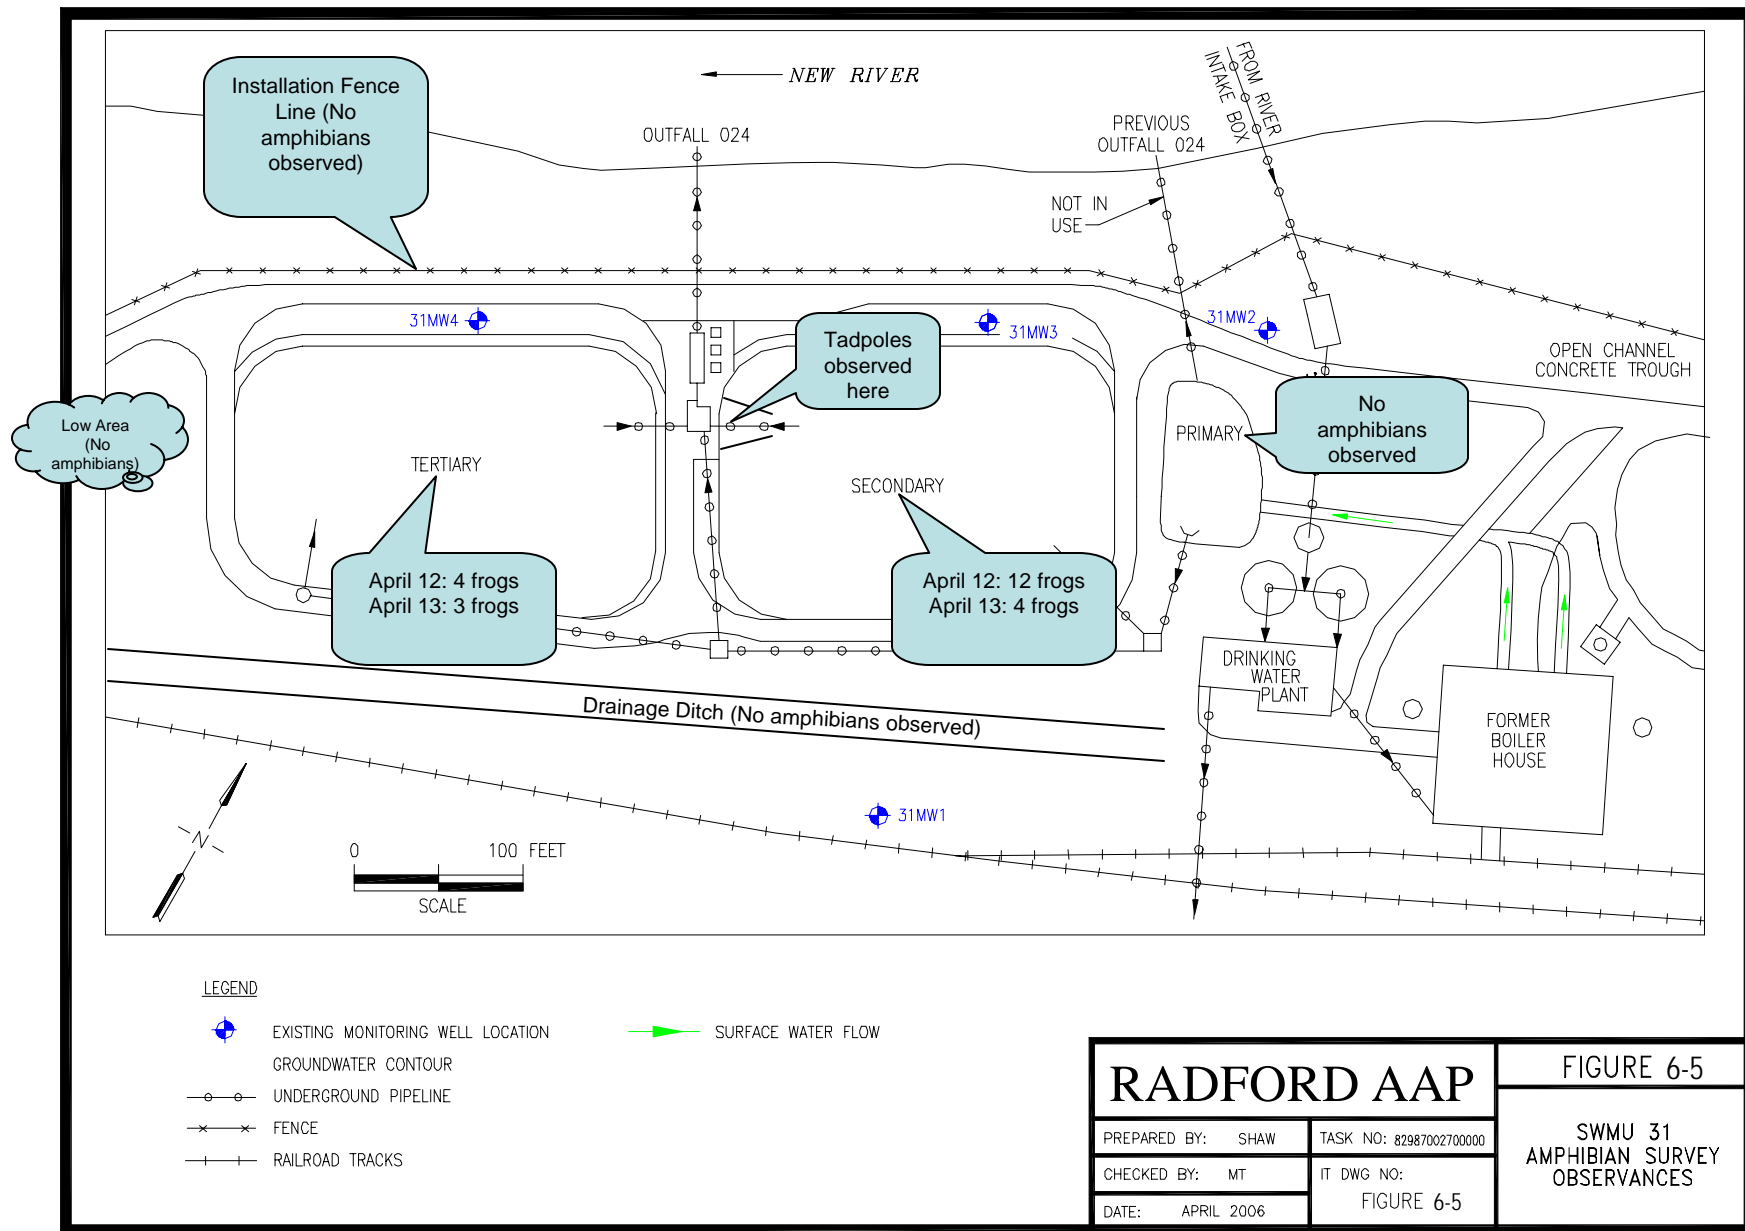 Installation Fence
Line (No
amphibians
observed)
NEW RIVER
FROM RIVER
INTAKE BOX
OUTFALL 024
PREVIOUS
OUTFALL 024
NOT IN
USE
31MW4
31MW3
31MW2
Tadpoles
observed
here
OPEN CHANNEL
CONCRETE TROUGH
No
amphibians
observed
PRIMARY
Low Area
(No
amphibians)
TERTIARY
SECONDARY
April 12: 4 frogs
April 13: 3 frogs
April 12: 12 frogs
April 13: 4 frogs
DRINKING
WATER
PLANT
Drainage Ditch (No amphibians observed)
FORMER
BOILER
HOUSE
31MW1
N
0 100 FEET
SCALE
LEGEND
EXISTING MONITORING WELL LOCATION
SURFACE WATER FLOW
GROUNDWATER CONTOUR
UNDERGROUND PIPELINE
FENCE
RAILROAD TRACKS
RADFORD AAP
FIGURE 6-5
PREPARED BY: SHAW
TASK NO: 82987002700000
CHECKED BY: MT
IT DWG NO:
FIGURE 6-5
DATE: APRIL 2006
SWMU 31
AMPHIBIAN SURVEY
OBSERVANCES